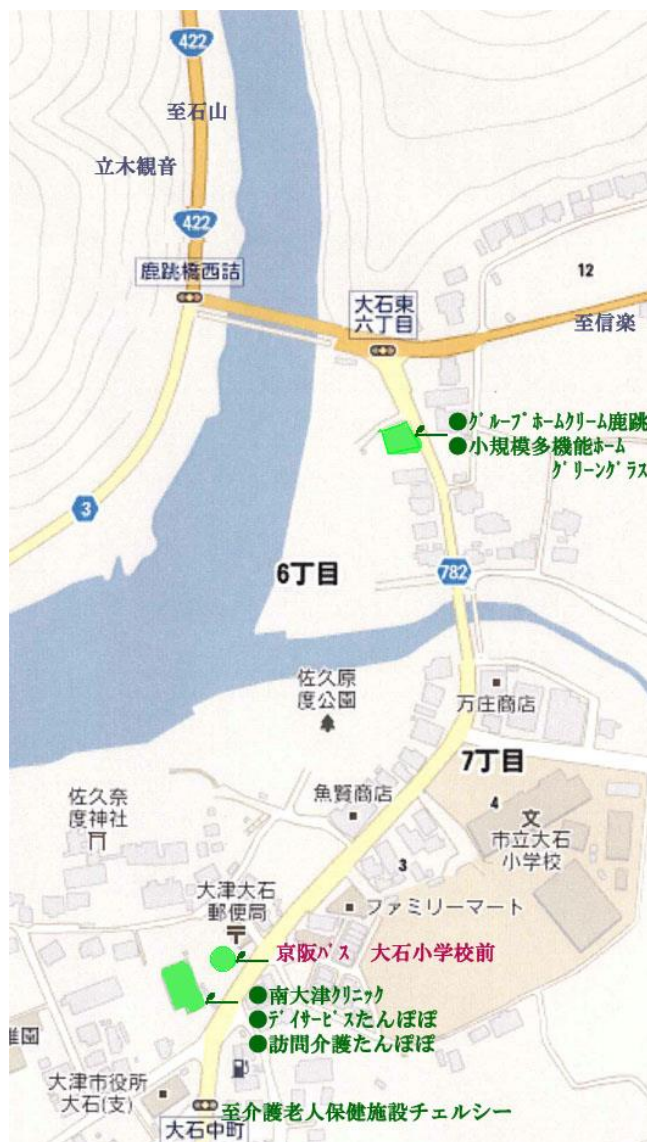 422
至石山
立木観音
422
鹿跳橋西詰
大石東
六丁目
12
至信楽
●グループホームクリーム鹿跳
●小規模多機能ホーム
グリーングラス
3
6丁目
782
佐久原
度公園
万庄商店
7丁目
佐久奈
度神社
魚賢商店
4
文
市立大石
小学校
3
大津大石
郵便局
ファミリーマート
京阪バス 大石小学校前
●南大津クリニック
●デイサービスたんぽぽ
●訪問介護たんぽぽ
稚園
大津市役所
大石(支)
至介護老人保健施設チェルシー
大石中町